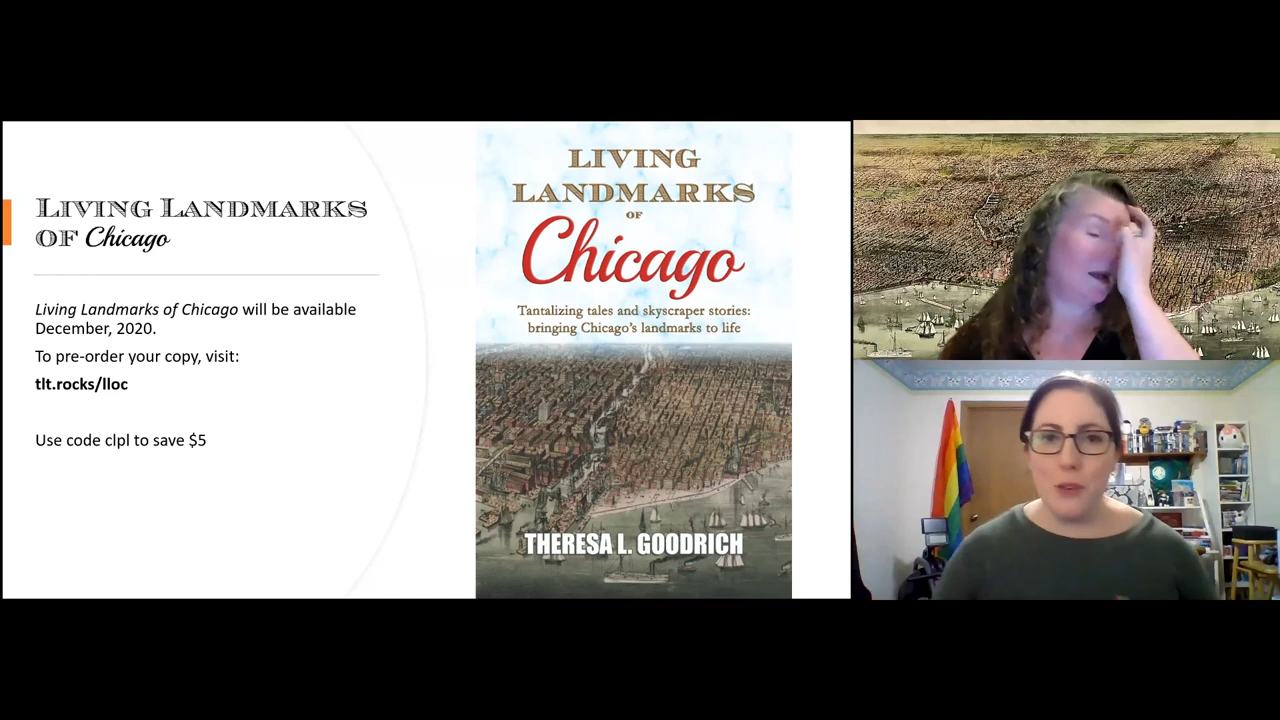 LIVING LANDMARKS
OF Chicago
Living Landmarks of Chicago will be available
December, 2020.
To pre-order your copy, visit:
tlt.rocks/lloc
Use code clpl to save $5
LIVING
LANDMARKS
OF
Chicago
Tantalizing tales and skyscraper stories:
bringing Chicago's landmarks to life
THERESA L. GOODRICH